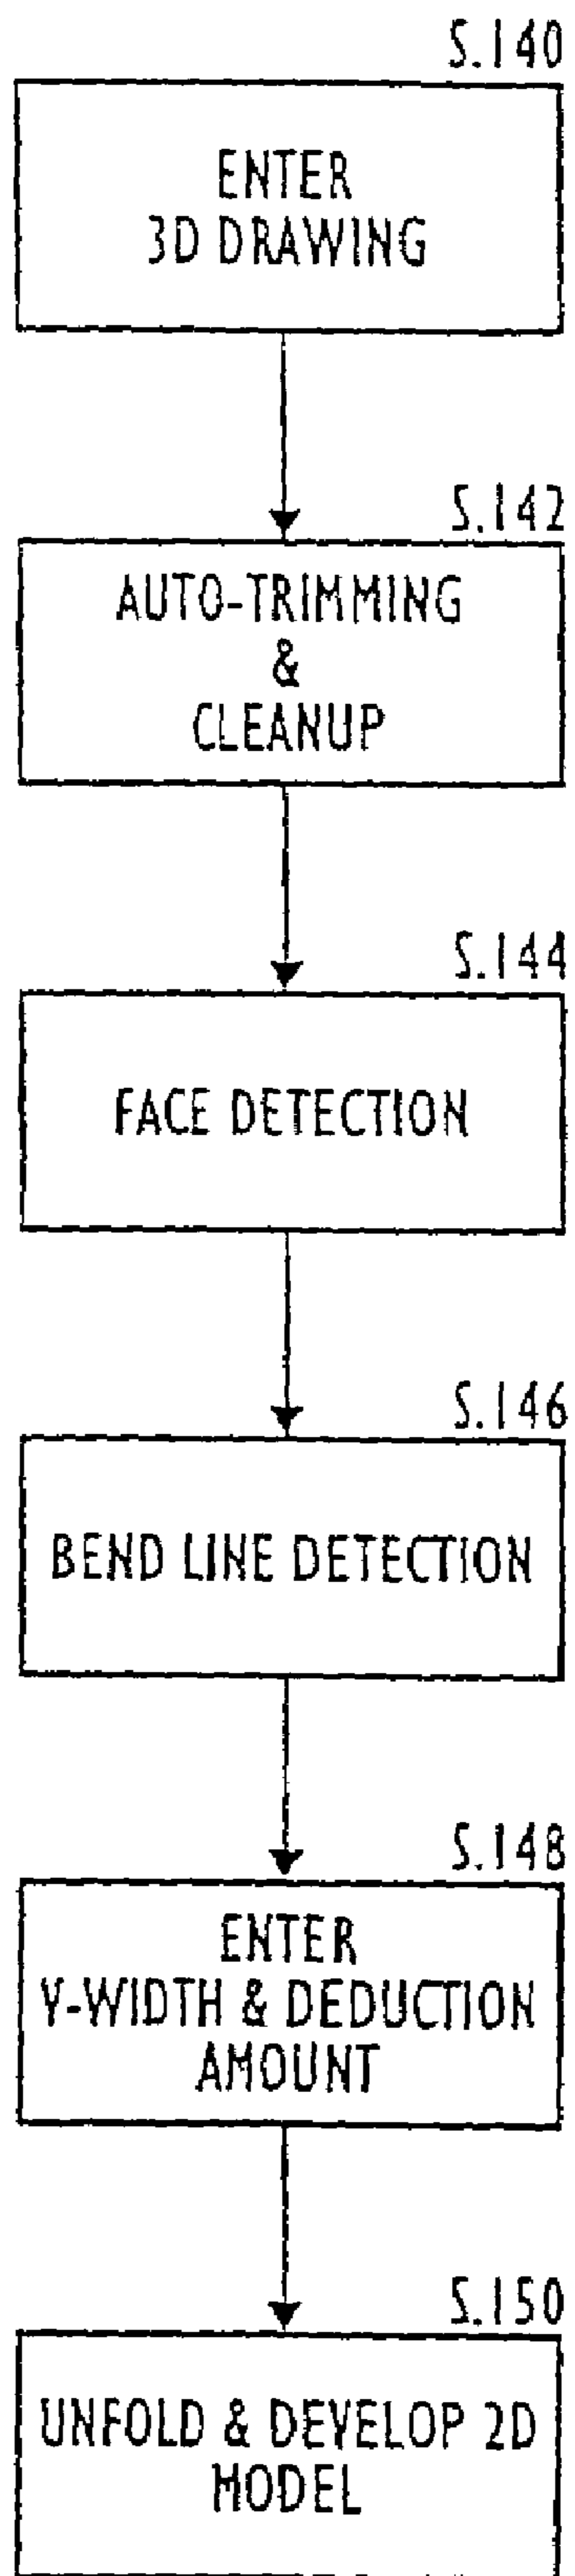 S.140
ENTER
3D DRAWING
S.142
AUTO-TRIMMING
&
CLEANUP
S.144
FACE DETECTION
S.146
BEND LINE DETECTION
S.148
ENTER
V-WIDTH & DEDUCTION
AMOUNT
S.150
UNFOLD & DEVELOP 2D
MODEL